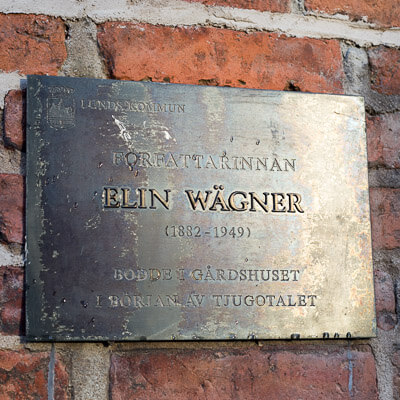 LUNDS KOMMUN
FÖRFATTARINNAN
ELIN WÄGNER
(1882-1949)
BODDE I GÅRDSHUSET
I BÖRJAN AV TJUGOTALET